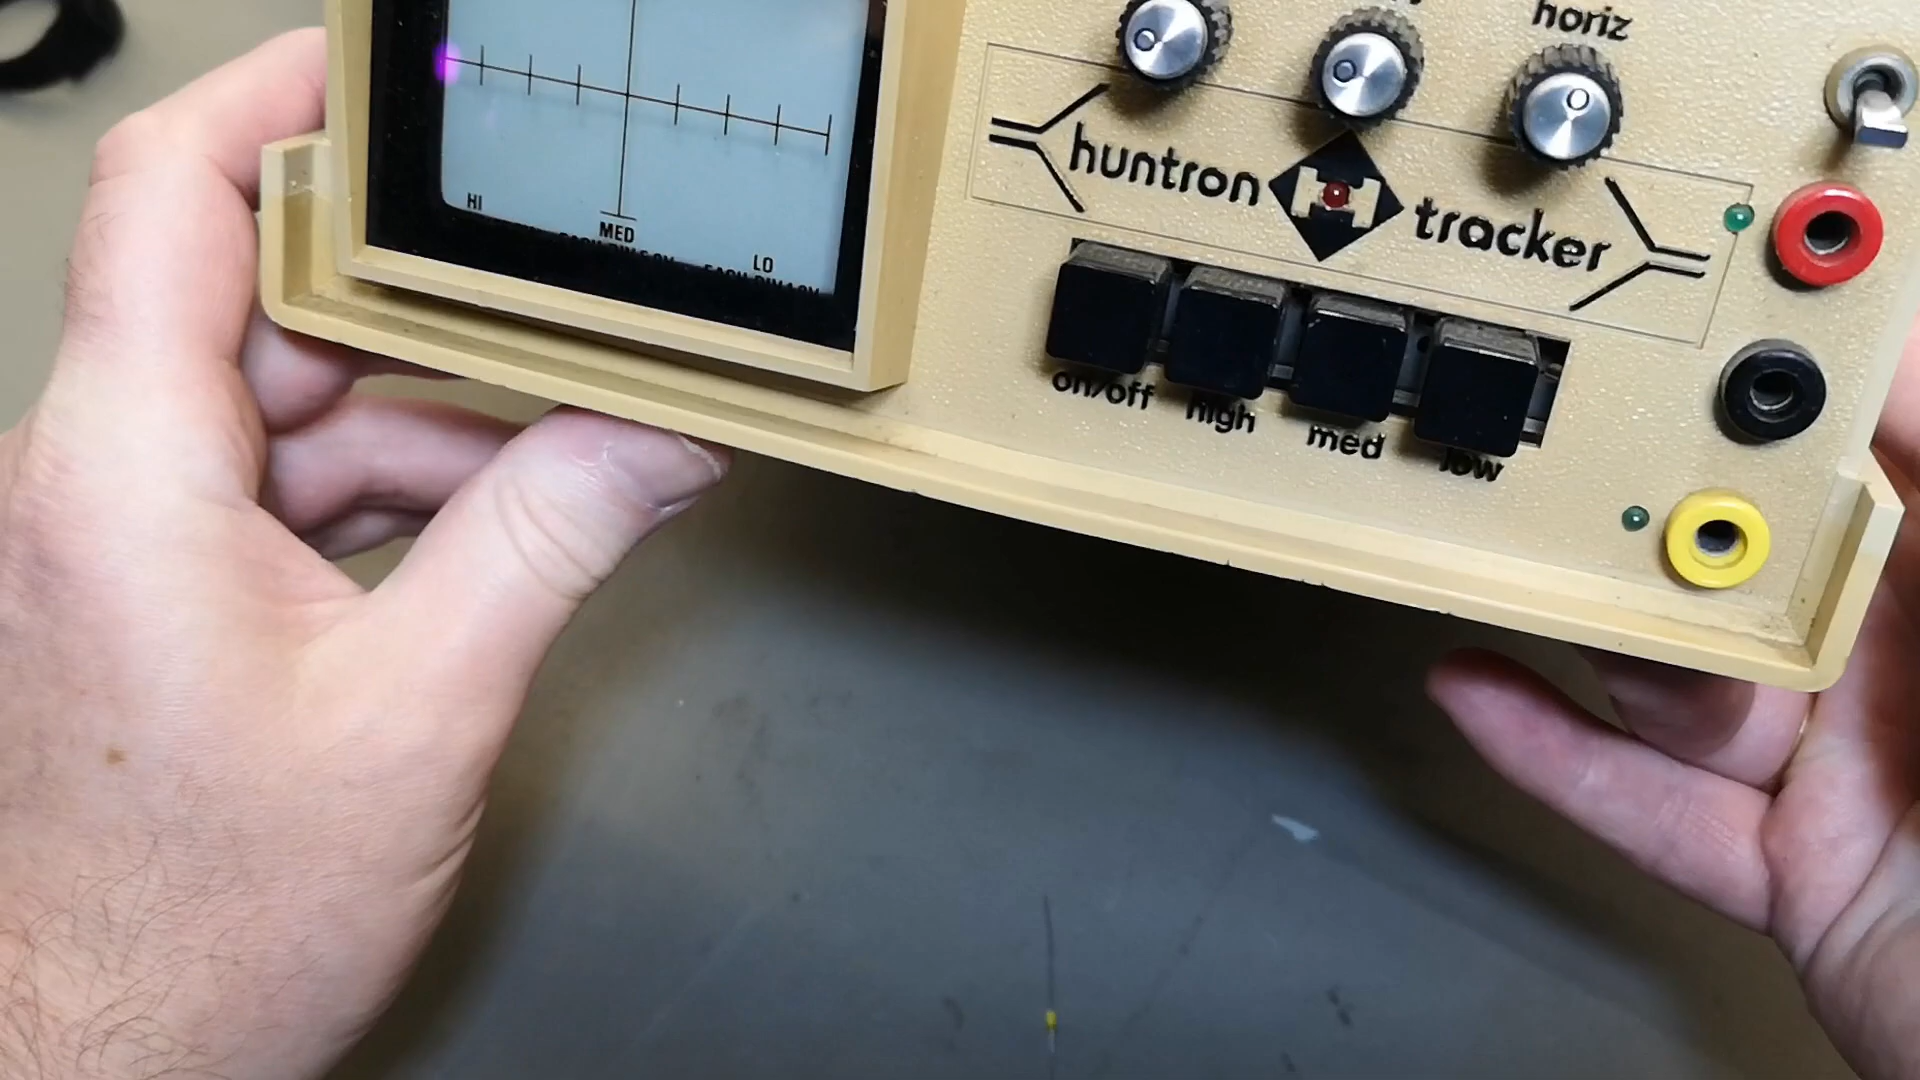 horiz
huntron H tracker
HI
MED
LO
on/off
high
med
low